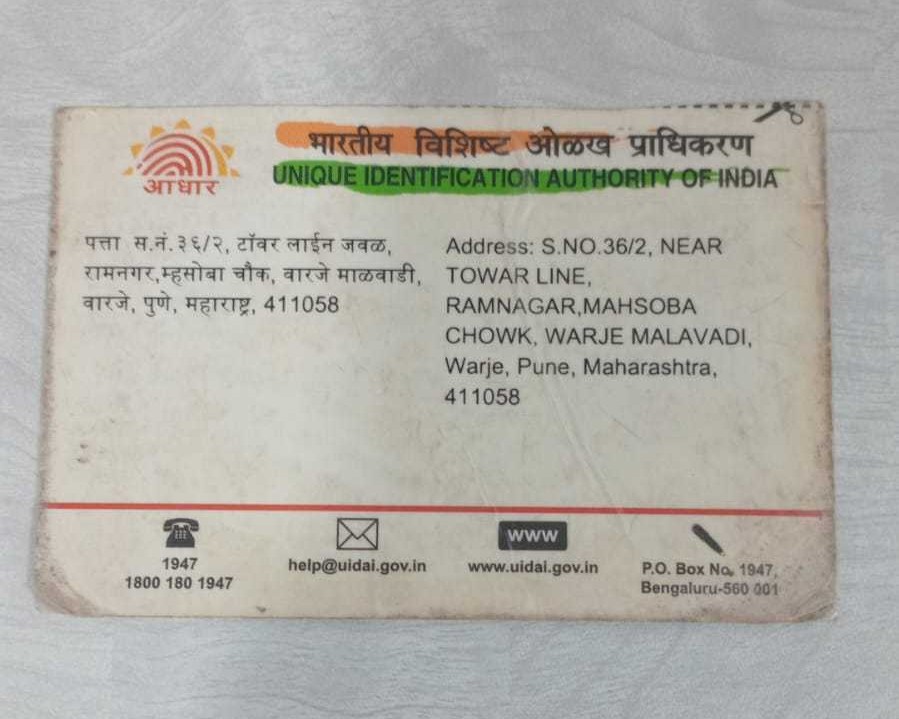 भारतीय विशिष्ट ओळख प्राधिकरण
UNIQUE IDENTIFICATION AUTHORITY OF INDIA
आधार
पत्ता स.नं.३६/२, टॉवर लाईन जवळ,
रामनगर,म्हसोबा चौक, वारजे माळवाडी,
वारजे, पुणे, महाराष्ट्र, 411058
Address: S.NO.36/2, NEAR
TOWAR LINE,
RAMNAGAR,MAHSOBA
CHOWK, WARJE MALAVADI,
Warje, Pune, Maharashtra,
411058
1947
1800 180 1947
help@uidai.gov.in
www
www.uidai.gov.in
P.O. Box No. 1947,
Bengaluru-560 001